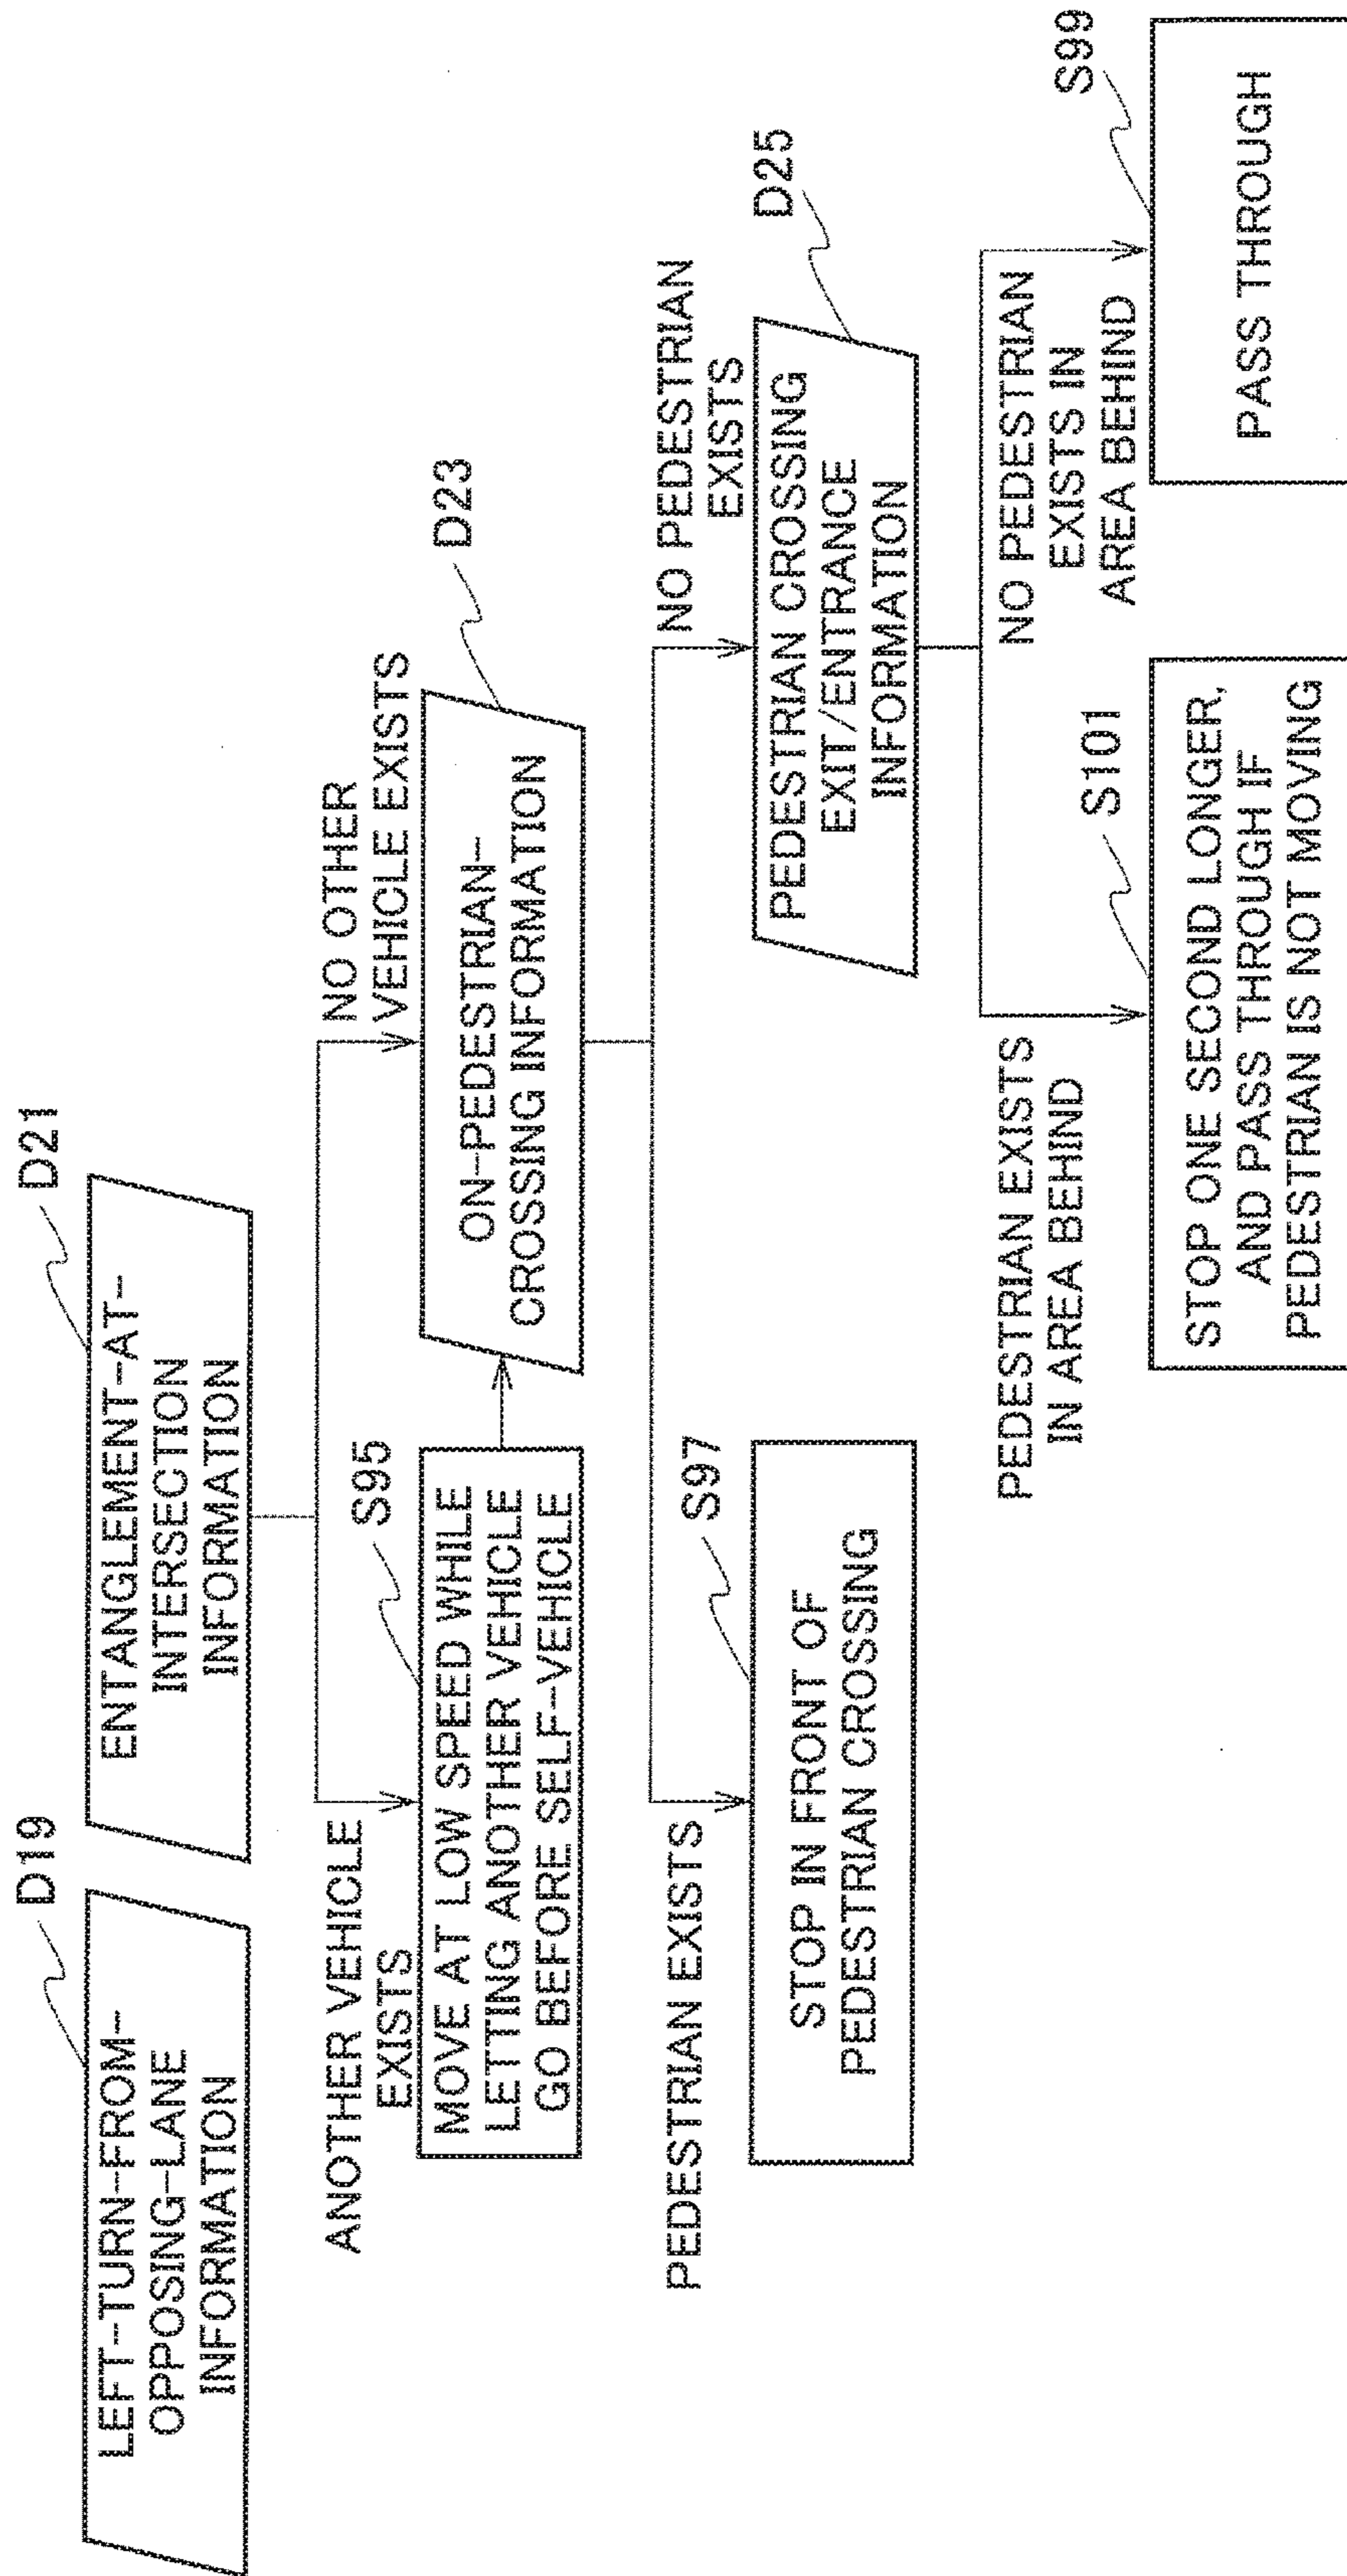 D19
LEFT-TURN-FROM-
OPPOSING-LANE
INFORMATION
D21
ENTANGLEMENT-AT-
INTERSECTION
INFORMATION
ANOTHER VEHICLE
EXISTS
NO OTHER
VEHICLE EXISTS
S95
MOVE AT LOW SPEED WHILE
LETTING ANOTHER VEHICLE
GO BEFORE SELF-VEHICLE
D23
ON-PEDESTRIAN-
CROSSING INFORMATION
PEDESTRIAN EXISTS
NO PEDESTRIAN
EXISTS
S97
STOP IN FRONT OF
PEDESTRIAN CROSSING
D25
PEDESTRIAN CROSSING
EXIT/ENTRANCE
INFORMATION
PEDESTRIAN EXISTS
IN AREA BEHIND
NO PEDESTRIAN
EXISTS IN
AREA BEHIND
S101
STOP ONE SECOND LONGER,
AND PASS THROUGH IF
PEDESTRIAN IS NOT MOVING
S99
PASS THROUGH